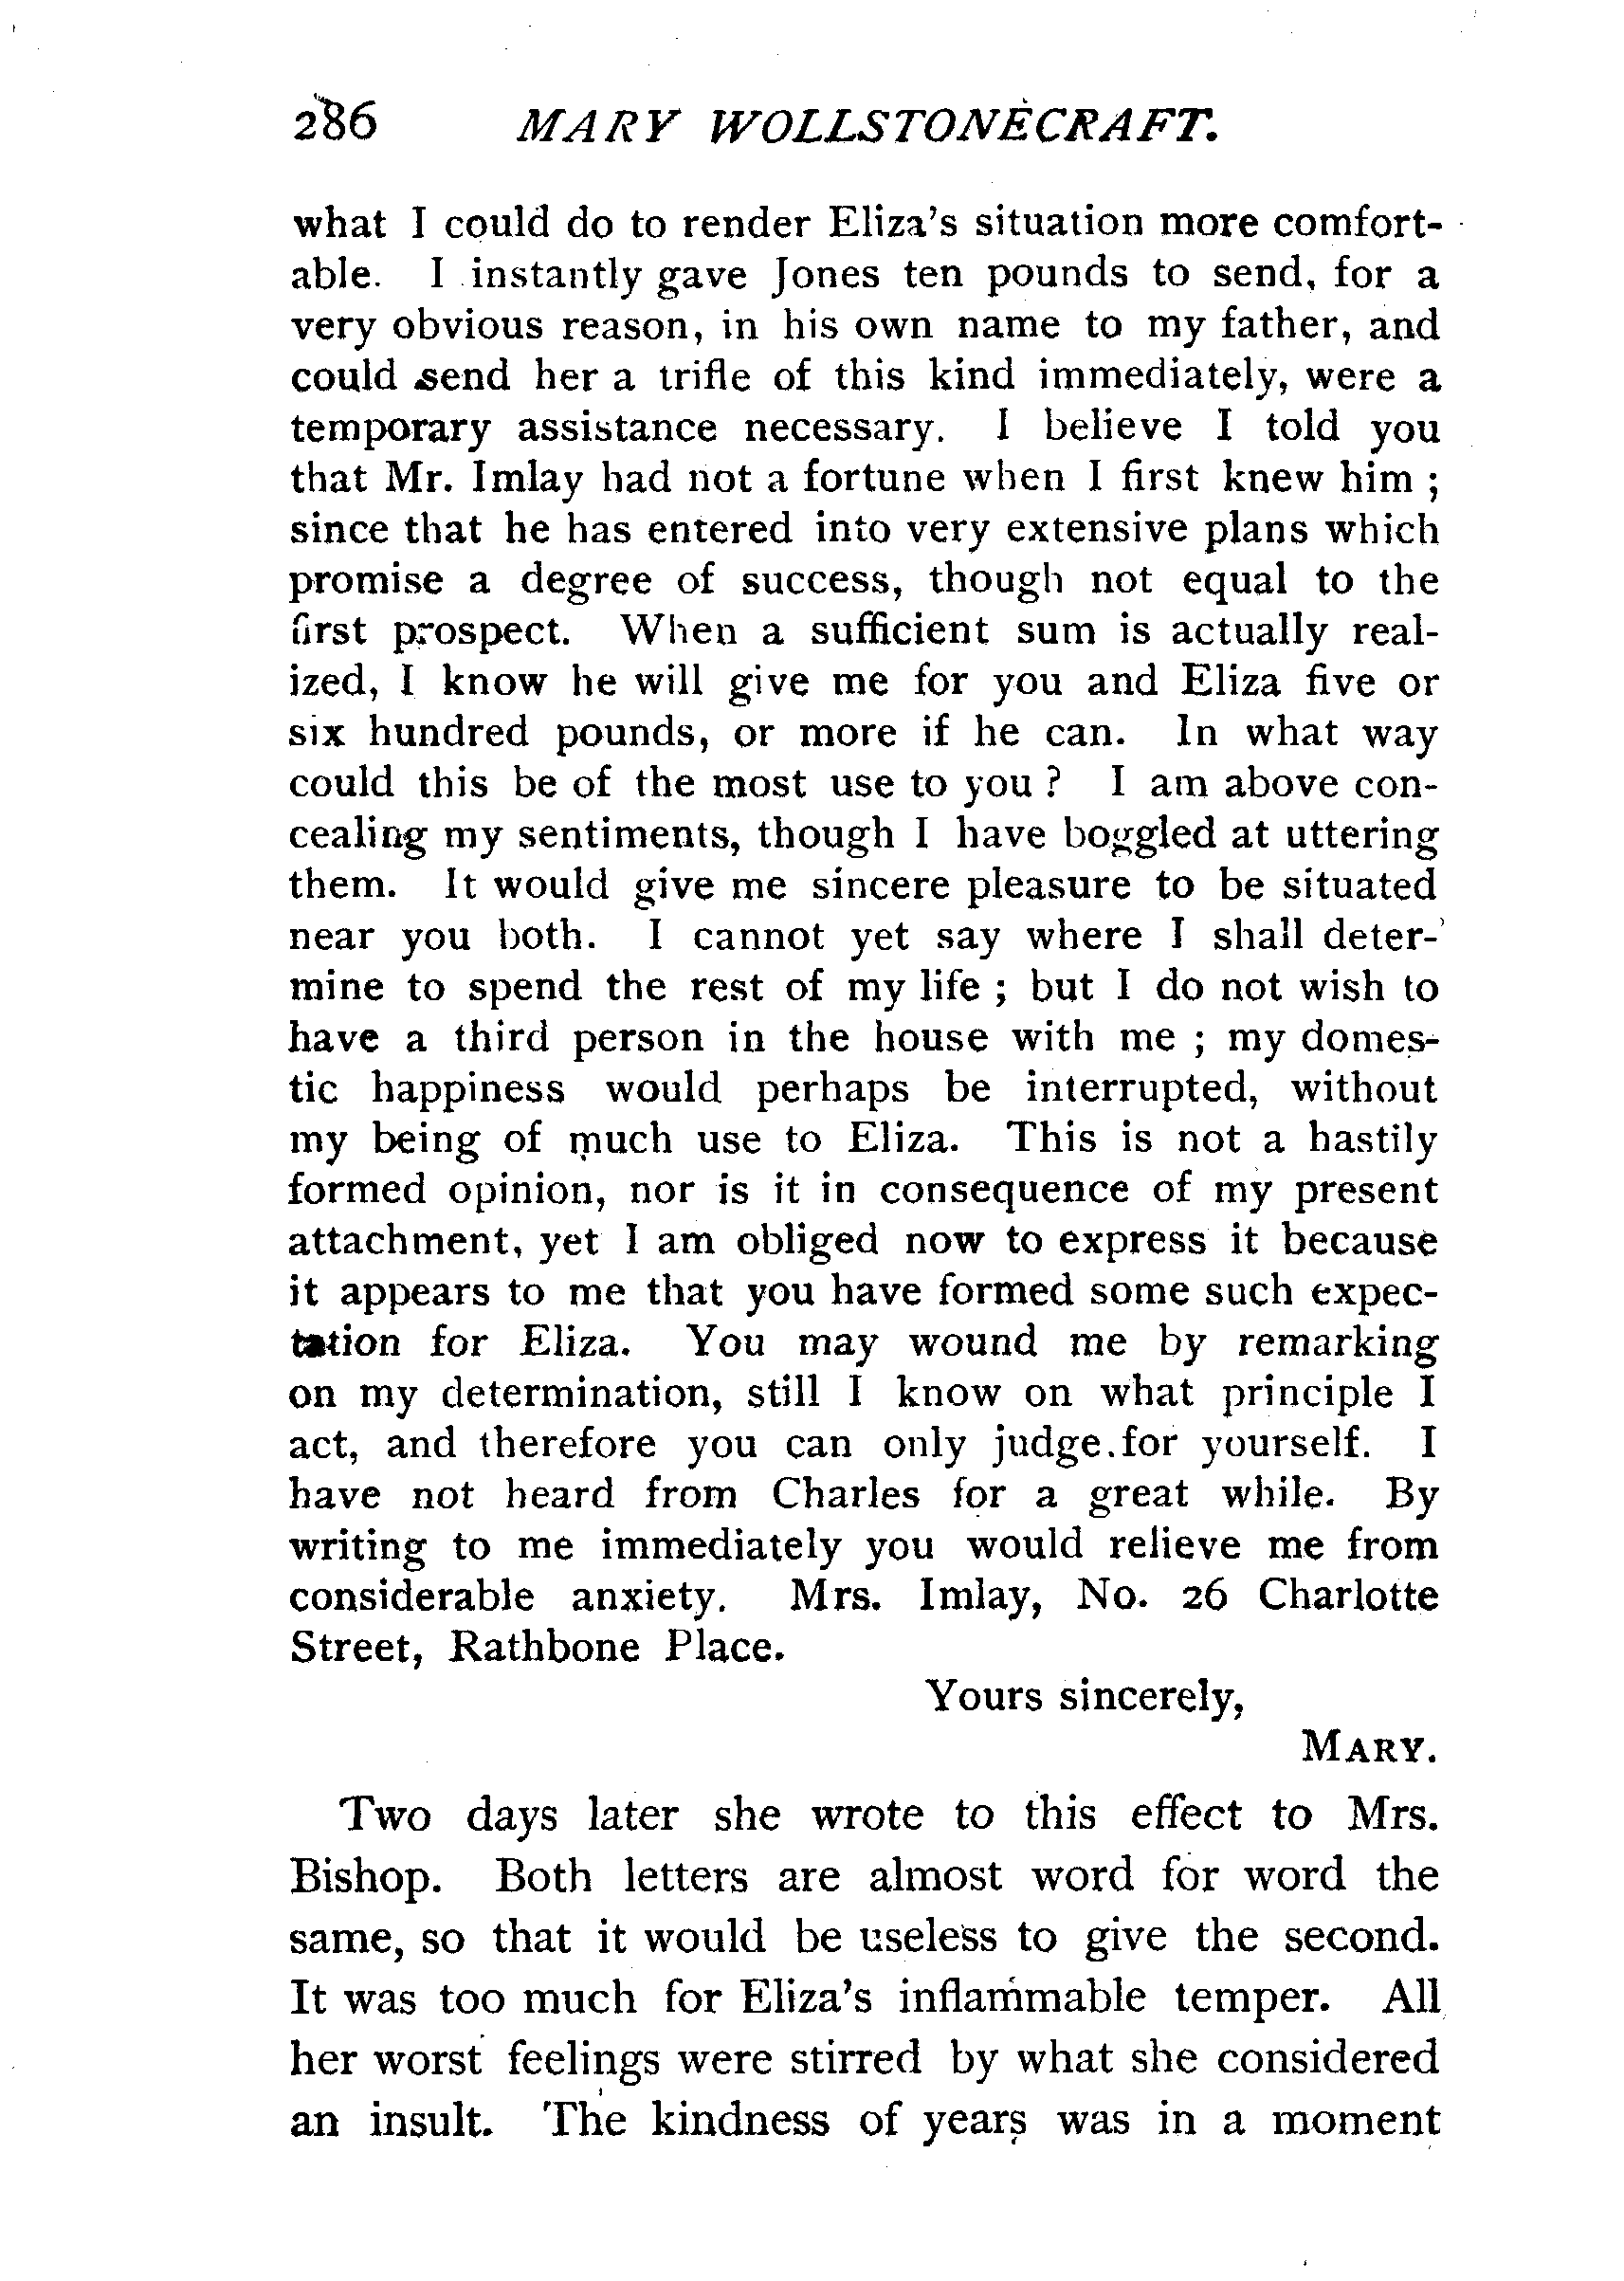 286 MARY WOLLSTONECRAFT.
what I could do to render Eliza's situation more comfort-
able. I instantly gave Jones ten pounds to send, for a
very obvious reason, in his own name to my father, and
could send her a trifle of this kind immediately, were a
temporary assistance necessary. I believe I told you
that Mr. Imlay had not a fortune when I first knew him ;
since that he has entered into very extensive plans which
promise a degree of success, though not equal to the
first prospect. When a sufficient sum is actually real-
ized, I know he will give me for you and Eliza five or
six hundred pounds, or more if he can. In what way
could this be of the most use to you ? I am above con-
cealing my sentiments, though I have boggled at uttering
them. It would give me sincere pleasure to be situated
near you both. I cannot yet say where I shall deter-
mine to spend the rest of my life ; but I do not wish to
have a third person in the house with me ; my domes-
tic happiness would perhaps be interrupted, without
my being of much use to Eliza. This is not a hastily
formed opinion, nor is it in consequence of my present
attachment, yet I am obliged now to express it because
it appears to me that you have formed some such expec-
tation for Eliza. You may wound me by remarking
on my determination, still I know on what principle I
act, and therefore you can only judge for yourself. I
have not heard from Charles for a great while. By
writing to me immediately you would relieve me from
considerable anxiety. Mrs. Imlay, No. 26 Charlotte
Street, Rathbone Place.
Yours sincerely,
MARY.
Two days later she wrote to this effect to Mrs.
Bishop. Both letters are almost word for word the
same, so that it would be useless to give the second.
It was too much for Eliza's inflammable temper. All
her worst feelings were stirred by what she considered
an insult. The kindness of years was in a moment